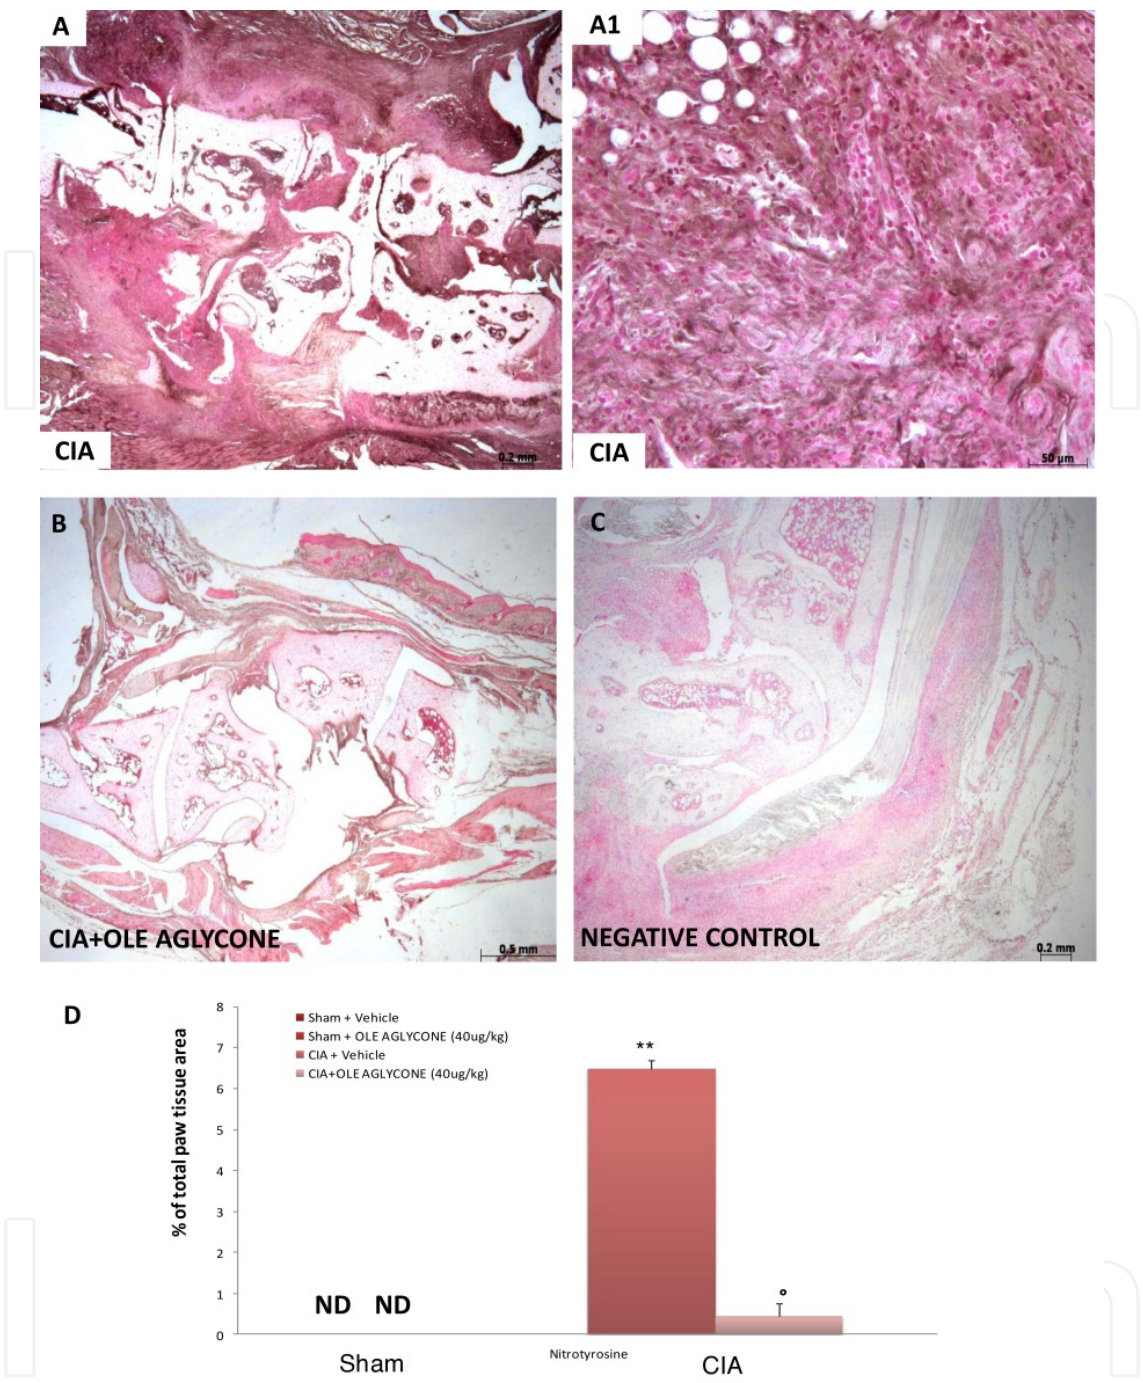 A
A1
CIA
0.2 mm
CIA
50 µm
B
C
CIA+OLE AGLYCONE
0.5 mm
NEGATIVE CONTROL
0.2 mm
D
% of total paw tissue area
8
7
6
5
4
3
2
1
0
Sham + Vehicle
Sham + OLE AGLYCONE (40ug/kg)
CIA + Vehicle
CIA+OLE AGLYCONE (40ug/kg)
**
°
ND ND
Nitrotyrosine
Sham CIA